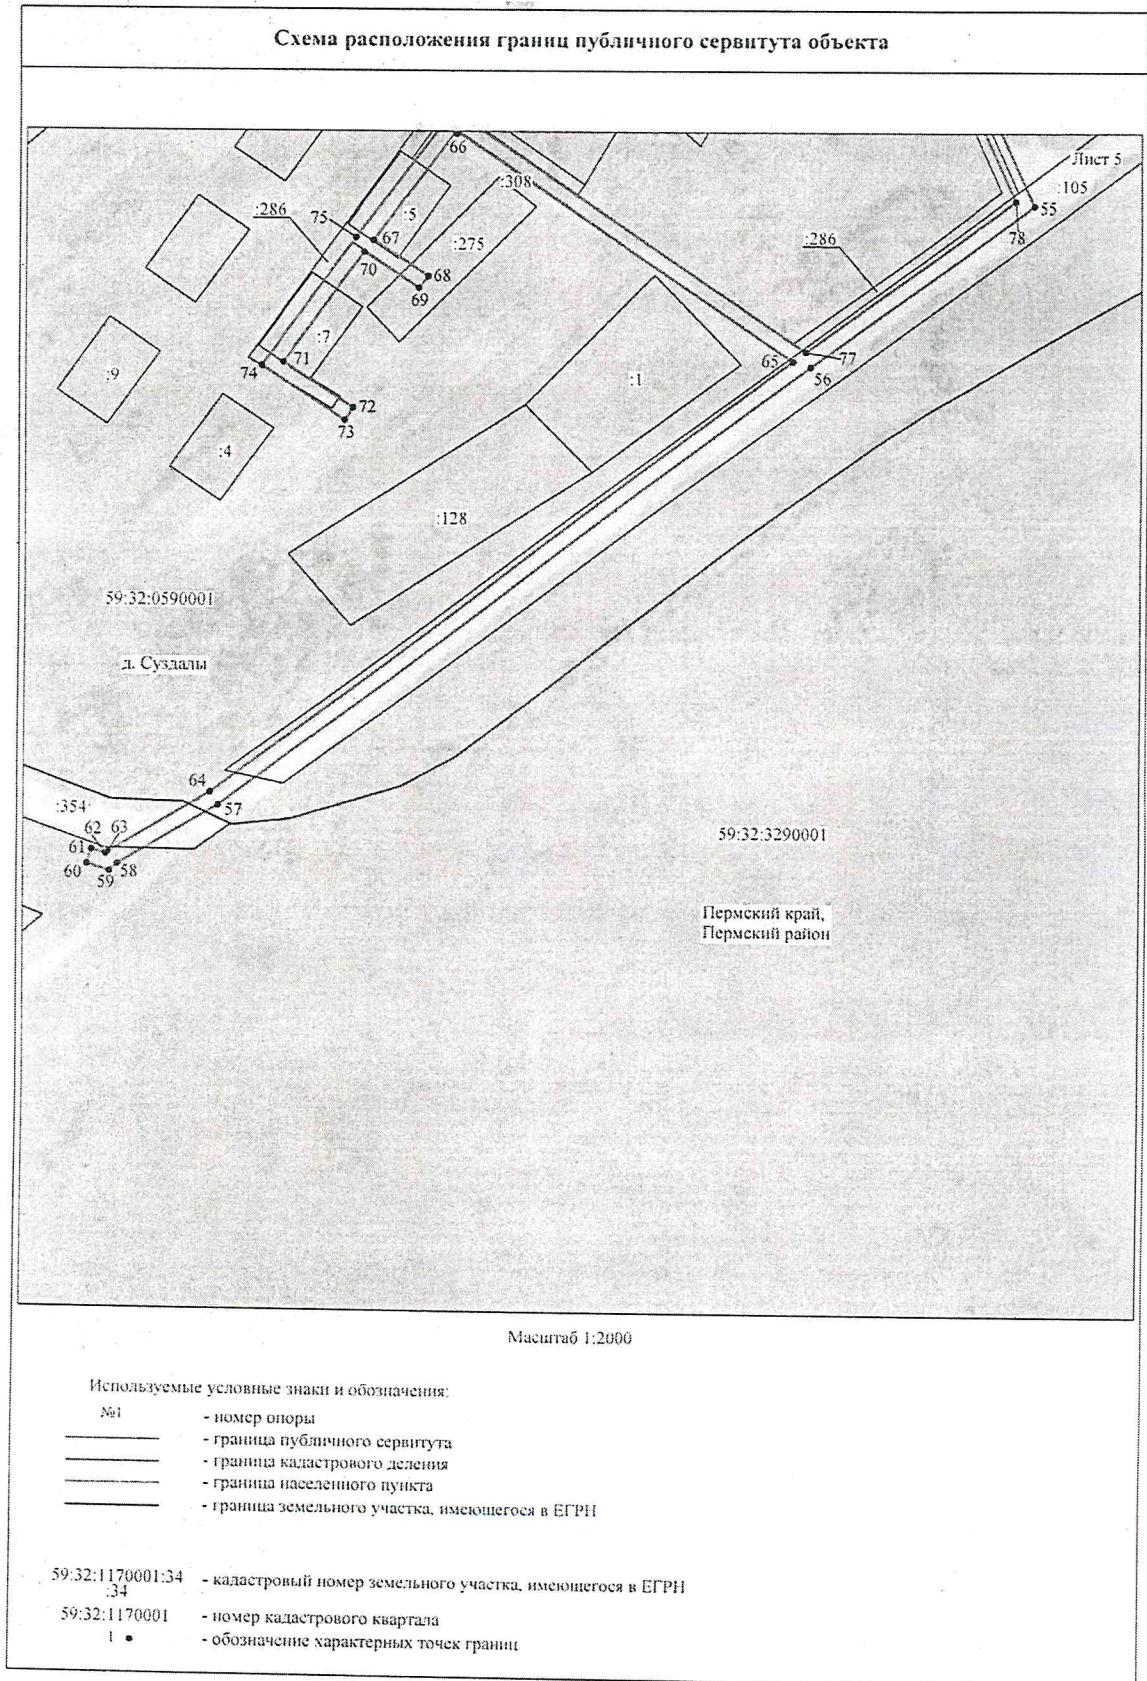 Схема расположения границ публичного сервитута объекта
Лист 5
66
:308
:105
:286
:5
55
75
67
:275
78
:286
70
68
69
:7
71
74
65
77
56
:9
:1
72
73
:4
:128
59:32:0590001
д. Суздалы
64
57
:354
62
63
61
60
58
59
59:32:3290001
Пермский край,
Пермский район
Масштаб 1:2000
Используемые условные знаки и обозначения:
№1 - номер опоры
- граница публичного сервитута
- граница кадастрового деления
- граница населенного пункта
- граница земельного участка, имеющегося в ЕГРН
59:32:1170001:34
:34
- кадастровый номер земельного участка, имеющегося в ЕГРН
59:32:1170001 - номер кадастрового квартала
1 - обозначение характерных точек границ